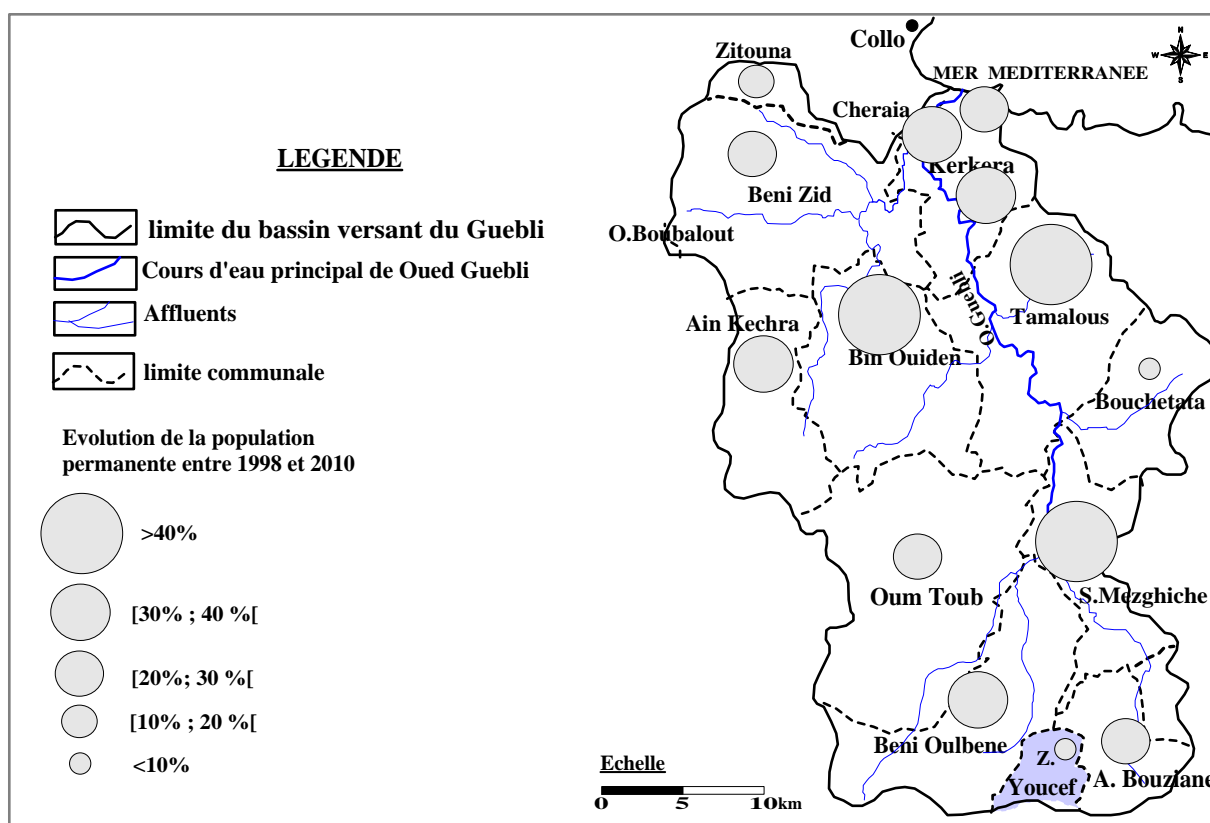 LEGENDE
limite du bassin versant du Guebli
Cours d'eau principal de Oued Guebli
Affluents
limite communale
Evolution de la population
permanente entre 1998 et 2010
>40%
[30% ; 40 %[
[20%; 30 %[
[10% ; 20 %[
<10%
Collo
N
W
E
S
Zitouna
MER MEDITERRANEE
Cheraia
Kerkera
Beni Zid
O.Boubalout
O.Guebli
Tamalous
Ain Kechra
Bin Ouiden
Bouchetata
Oum Toub
S.Mezghiche
Beni Oulbene
Z.
Youcef
A. Bouziane
Echelle
0 5 10km